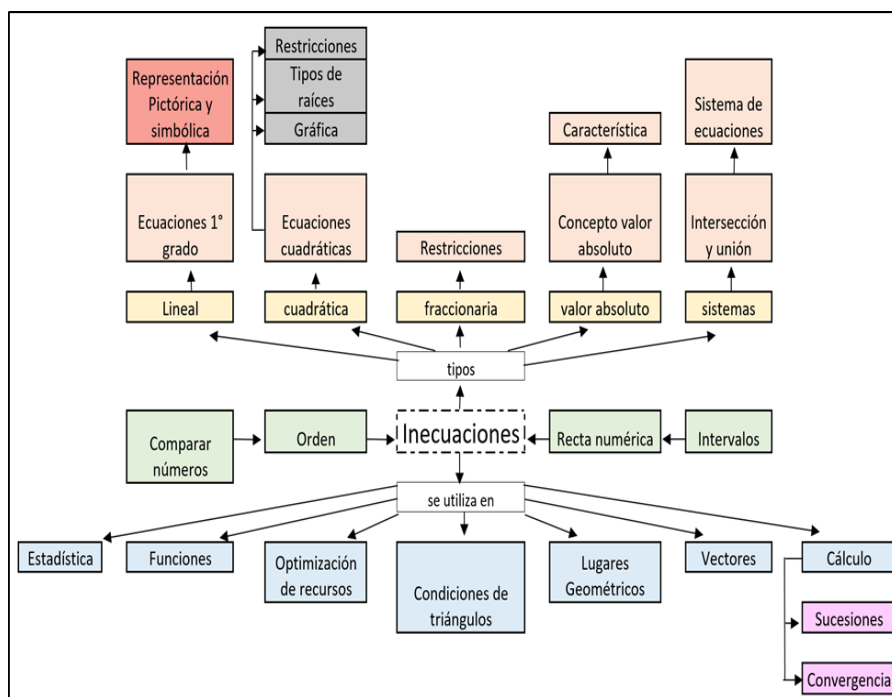 Restricciones
Tipos de
raíces
Gráfica
Representación
Pictórica y
simbólica
Característica
Sistema de
ecuaciones
Ecuaciones 1°
grado
Ecuaciones
cuadráticas
Restricciones
Concepto valor
absoluto
Intersección
y unión
Lineal
cuadrática
fraccionaria
valor absoluto
sistemas
tipos
Comparar
números
Orden
Inecuaciones
Recta numérica
Intervalos
se utiliza en
Estadística
Funciones
Optimización
de recursos
Condiciones de
triángulos
Lugares
Geométricos
Vectores
Cálculo
Sucesiones
Convergencia